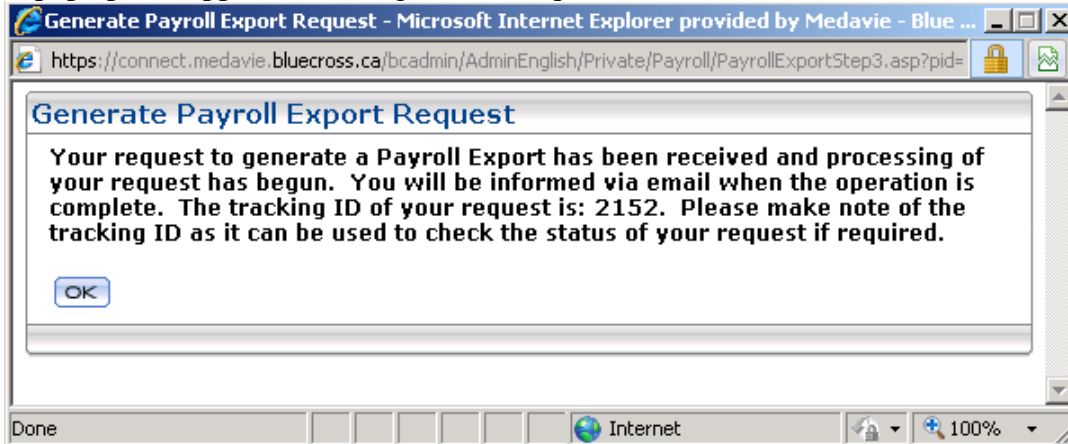 Generate Payroll Export Request - Microsoft Internet Explorer provided by Medavie - Blue ...
https://connect.medavie.bluecross.ca/bcadmin/AdminEnglish/Private/Payroll/PayrollExportStep3.asp?pid=
Generate Payroll Export Request
Your request to generate a Payroll Export has been received and processing of
your request has begun. You will be informed via email when the operation is
complete. The tracking ID of your request is: 2152. Please make note of the
tracking ID as it can be used to check the status of your request if required.
OK
Done Internet 100%